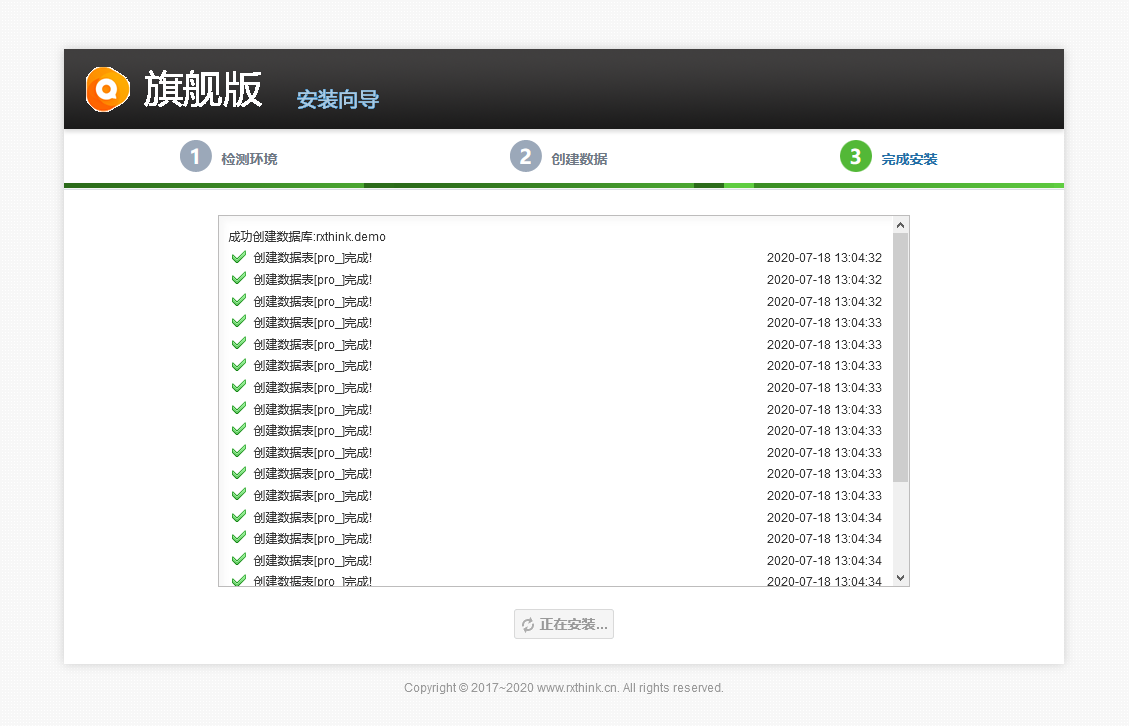 旗舰版 安装向导
1 检测环境 2 创建数据 3 完成安装
成功创建数据库:rxthink.demo
创建数据表[pro_]完成! 2020-07-18 13:04:32
创建数据表[pro_]完成! 2020-07-18 13:04:32
创建数据表[pro_]完成! 2020-07-18 13:04:32
创建数据表[pro_]完成! 2020-07-18 13:04:33
创建数据表[pro_]完成! 2020-07-18 13:04:33
创建数据表[pro_]完成! 2020-07-18 13:04:33
创建数据表[pro_]完成! 2020-07-18 13:04:33
创建数据表[pro_]完成! 2020-07-18 13:04:33
创建数据表[pro_]完成! 2020-07-18 13:04:33
创建数据表[pro_]完成! 2020-07-18 13:04:33
创建数据表[pro_]完成! 2020-07-18 13:04:33
创建数据表[pro_]完成! 2020-07-18 13:04:33
创建数据表[pro_]完成! 2020-07-18 13:04:34
创建数据表[pro_]完成! 2020-07-18 13:04:34
创建数据表[pro_]完成! 2020-07-18 13:04:34
创建数据表[pro_]完成! 2020-07-18 13:04:34
正在安装...
Copyright © 2017~2020 www.rxthink.cn. All rights reserved.